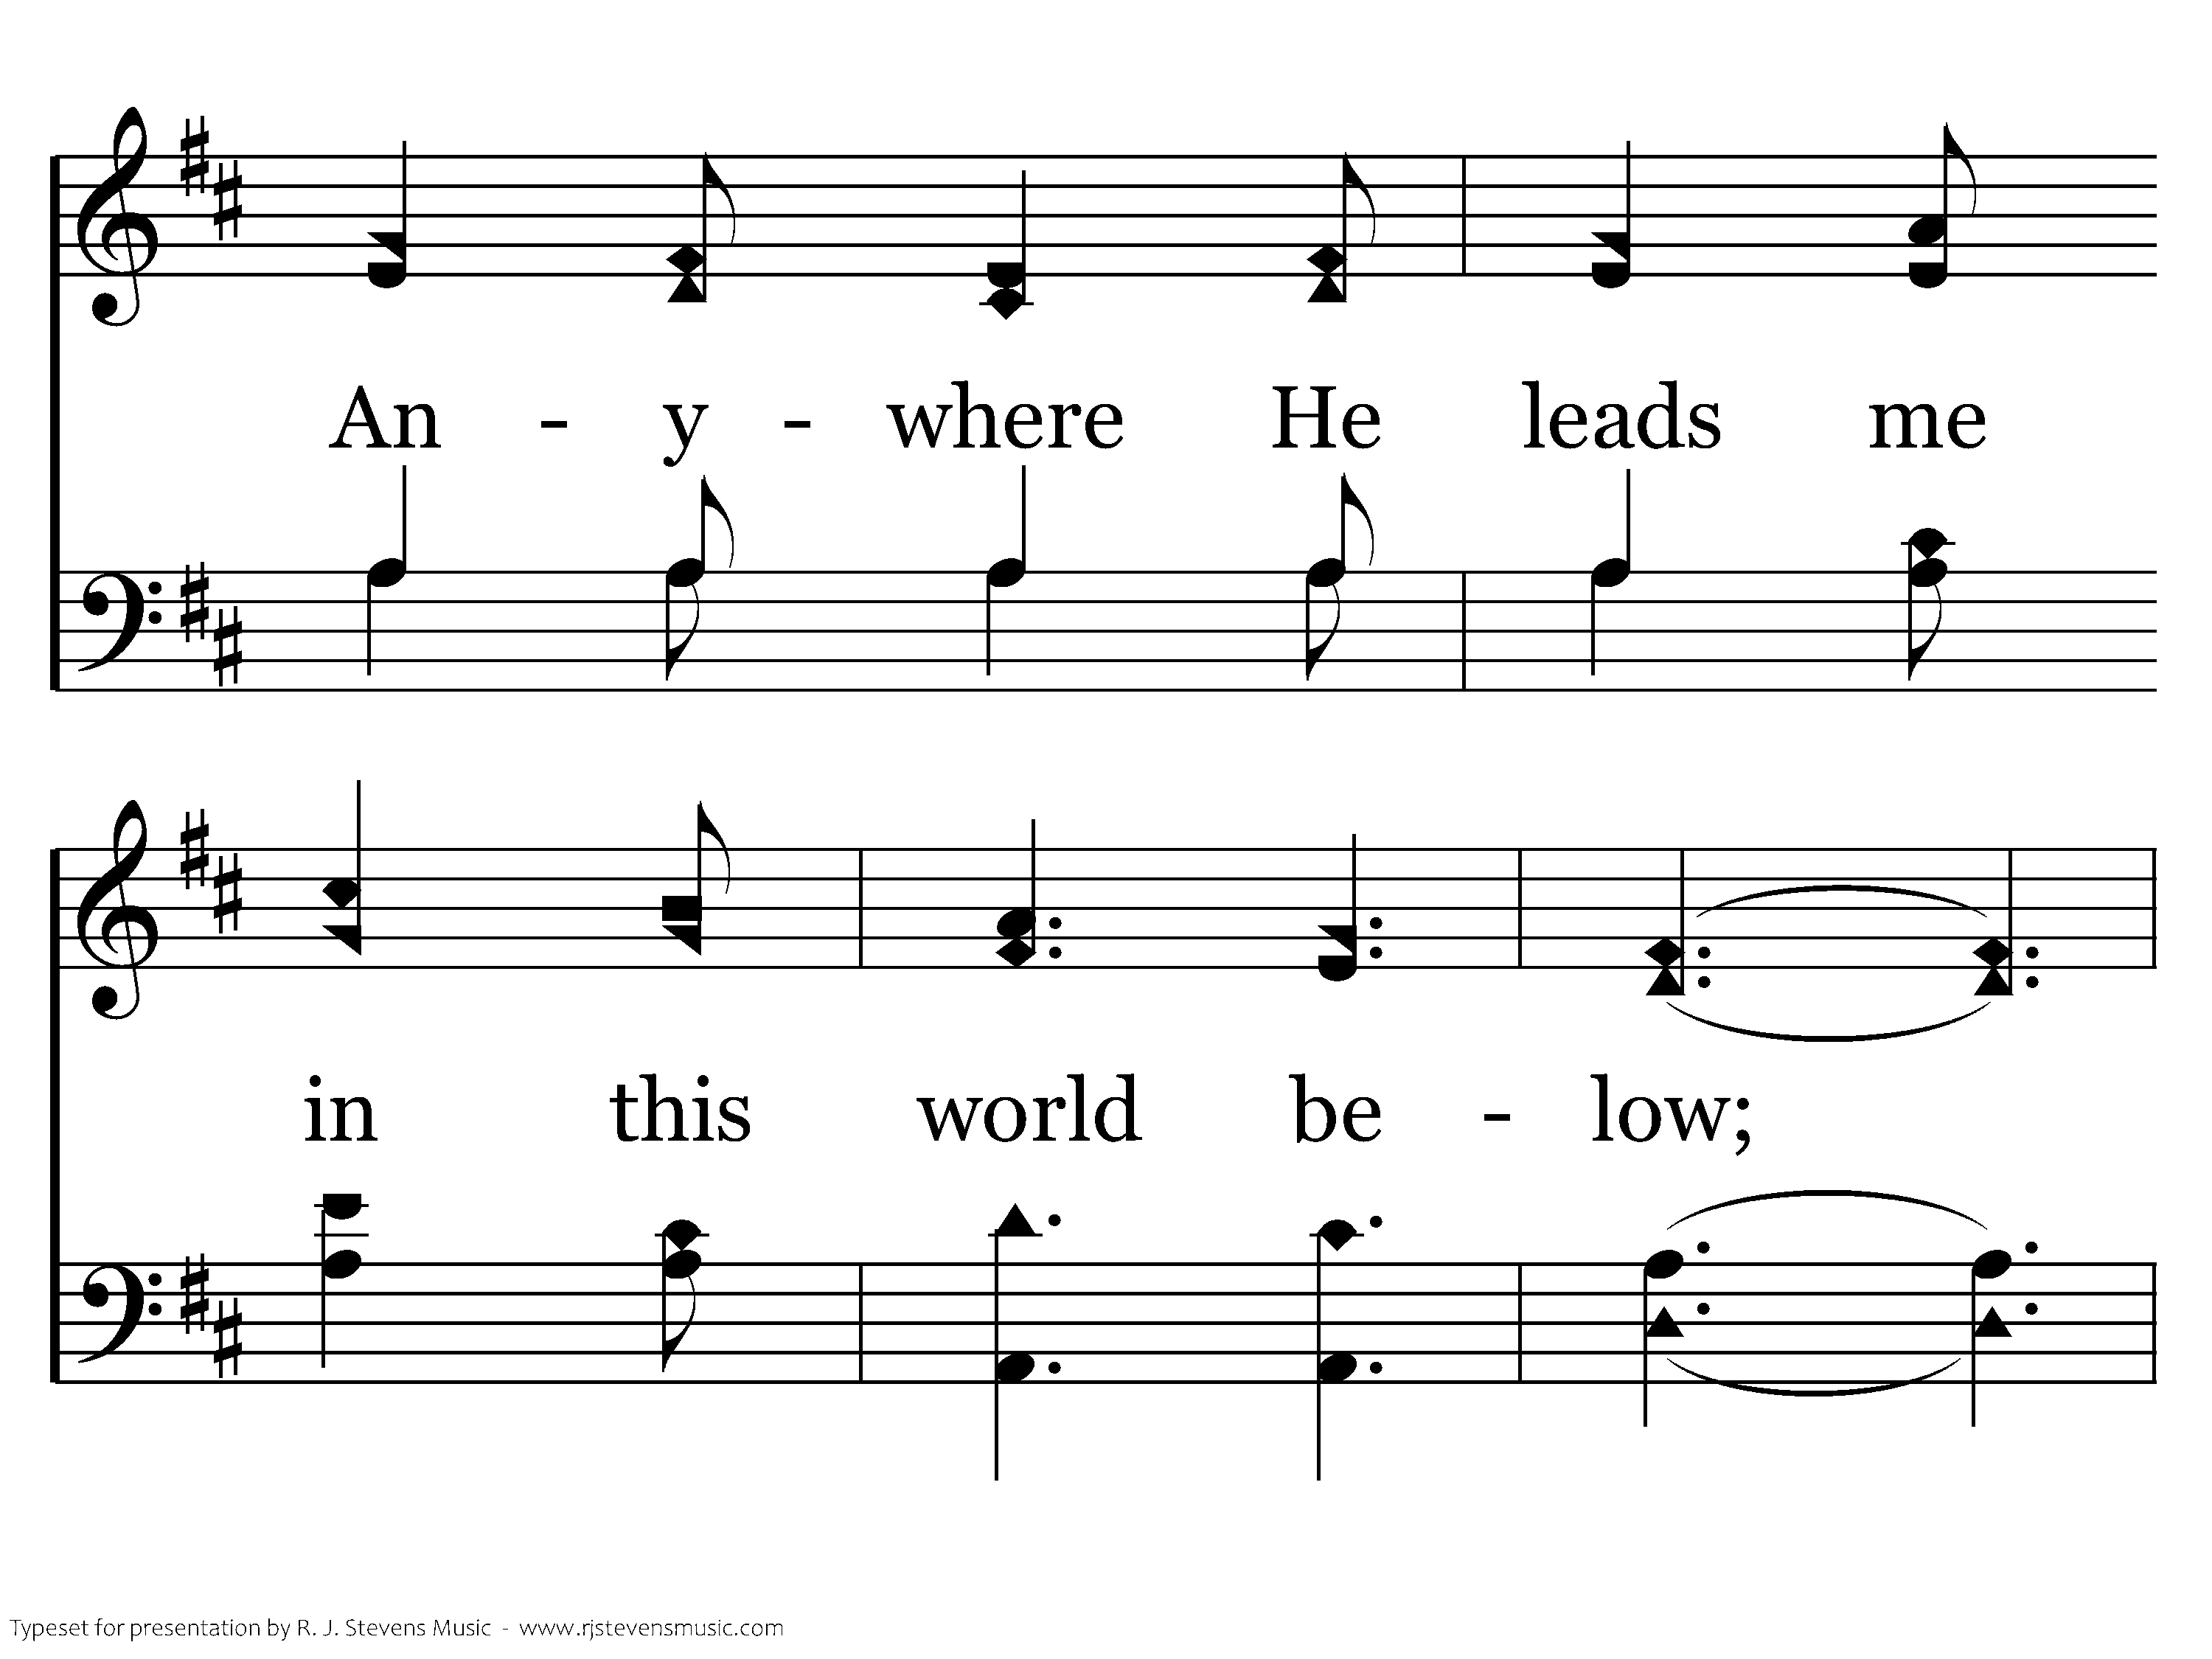 An - y - where He leads me
in this world be - low;
Typeset for presentation by R. J. Stevens Music - www.rjstevensmusic.com